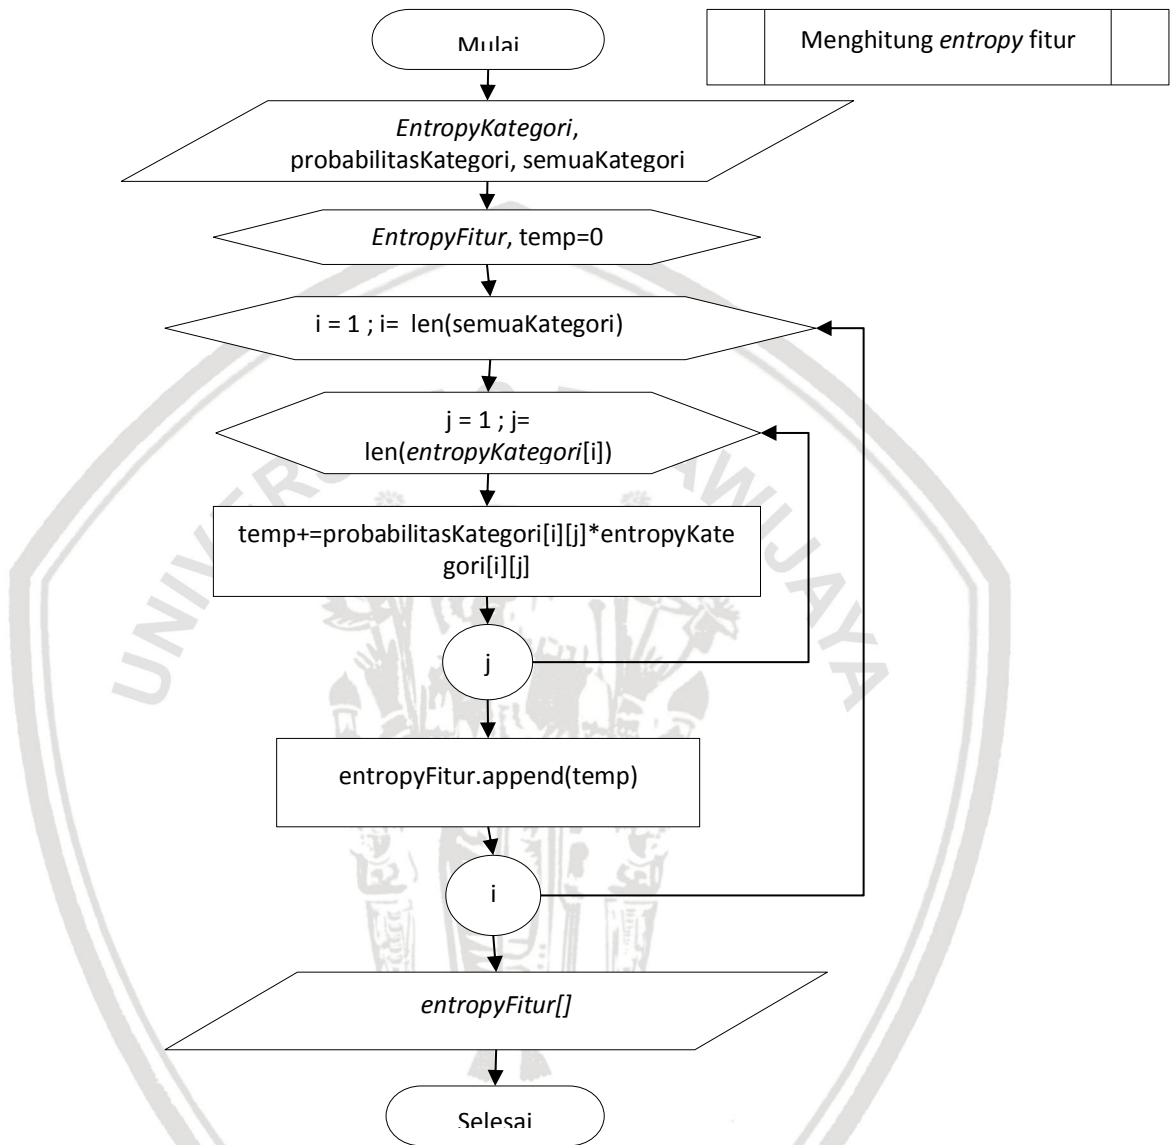 Mulai
Menghitung entropy fitur
EntropyKategori,
probabilitasKategori, semuaKategori
EntropyFitur, temp=0
i = 1 ; i= len(semuaKategori)
j = 1 ; j=
len(entropyKategori[i])
temp+=probabilitasKategori[i][j]*entropyKate
gori[i][j]
j
entropyFitur.append(temp)
i
entropyFitur[]
Selesai